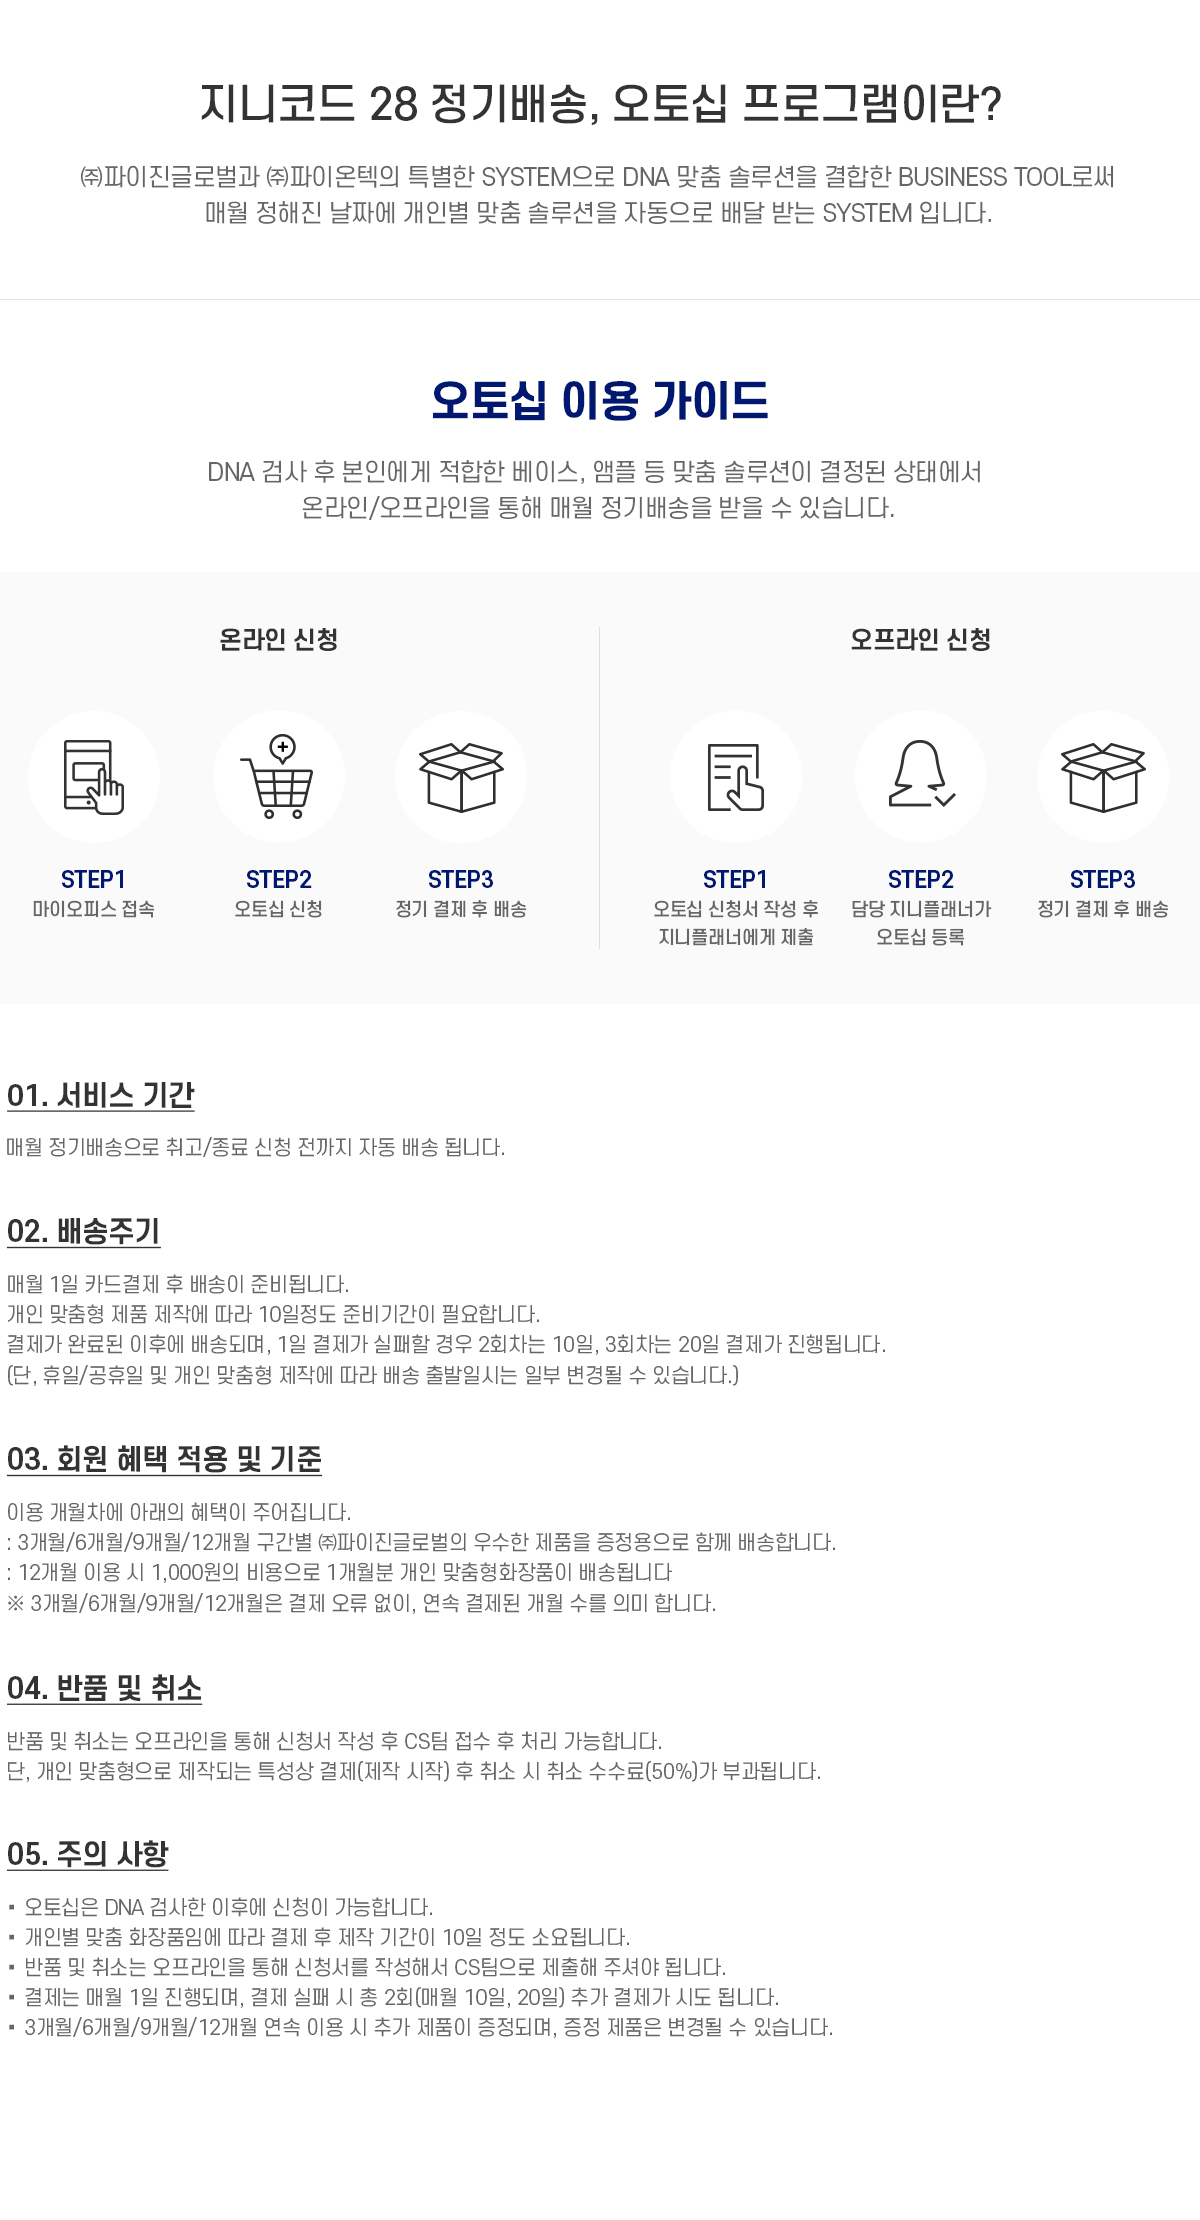 지니코드 28 정기배송, 오토십 프로그램이란?
㈜파이진글로벌과 ㈜파이온텍의 특별한 SYSTEM으로 DNA 맞춤 솔루션을 결합한 BUSINESS TOOL로써
매월 정해진 날짜에 개인별 맞춤 솔루션을 자동으로 배달 받는 SYSTEM 입니다.
오토십 이용 가이드
DNA 검사 후 본인에게 적합한 베이스, 앰플 등 맞춤 솔루션이 결정된 상태에서
온라인/오프라인을 통해 매월 정기배송을 받을 수 있습니다.
온라인 신청
STEP1
마이오피스 접속
STEP2
오토십 신청
STEP3
정기 결제 후 배송
오프라인 신청
STEP1
오토십 신청서 작성 후
지니플래너에게 제출
STEP2
담당 지니플래너가
오토십 등록
STEP3
정기 결제 후 배송
01. 서비스 기간
매월 정기배송으로 취고/종료 신청 전까지 자동 배송 됩니다.
02. 배송주기
매월 1일 카드결제 후 배송이 준비됩니다.
개인 맞춤형 제품 제작에 따라 10일정도 준비기간이 필요합니다.
결제가 완료된 이후에 배송되며, 1일 결제가 실패할 경우 2회차는 10일, 3회차는 20일 결제가 진행됩니다.
(단, 휴일/공휴일 및 개인 맞춤형 제작에 따라 배송 출발일시는 일부 변경될 수 있습니다.)
03. 회원 혜택 적용 및 기준
이용 개월차에 아래의 혜택이 주어집니다.
: 3개월/6개월/9개월/12개월 구간별 ㈜파이진글로벌의 우수한 제품을 증정용으로 함께 배송합니다.
: 12개월 이용 시 1,000원의 비용으로 1개월분 개인 맞춤형화장품이 배송됩니다
※ 3개월/6개월/9개월/12개월은 결제 오류 없이, 연속 결제된 개월 수를 의미 합니다.
04. 반품 및 취소
반품 및 취소는 오프라인을 통해 신청서 작성 후 CS팀 접수 후 처리 가능합니다.
단, 개인 맞춤형으로 제작되는 특성상 결제(제작 시작) 후 취소 시 취소 수수료(50%)가 부과됩니다.
05. 주의 사항
▪ 오토십은 DNA 검사한 이후에 신청이 가능합니다.
▪ 개인별 맞춤 화장품임에 따라 결제 후 제작 기간이 10일 정도 소요됩니다.
▪ 반품 및 취소는 오프라인을 통해 신청서를 작성해서 CS팀으로 제출해 주셔야 됩니다.
▪ 결제는 매월 1일 진행되며, 결제 실패 시 총 2회(매월 10일, 20일) 추가 결제가 시도 됩니다.
▪ 3개월/6개월/9개월/12개월 연속 이용 시 추가 제품이 증정되며, 증정 제품은 변경될 수 있습니다.